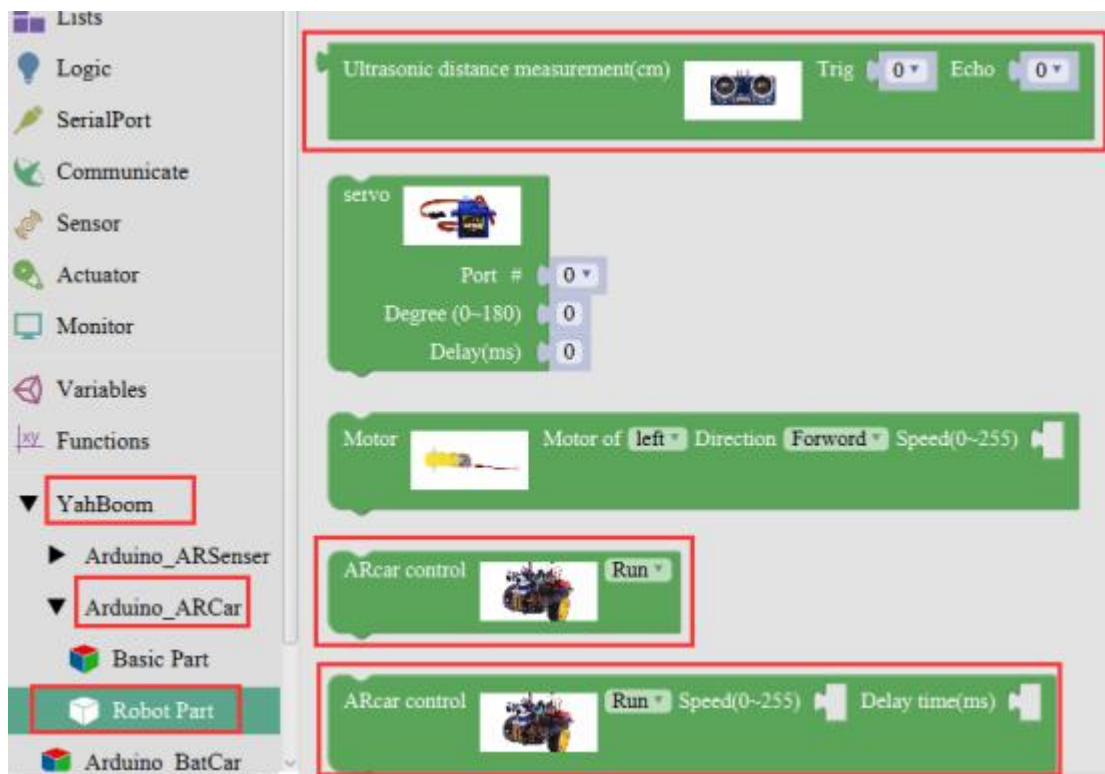 Lists
Logic
SerialPort
Communicate
Sensor
Actuator
Monitor
Variables
Functions
YahBoom
Arduino_ARSenser
Arduino_ARCar
Basic Part
Robot Part
Arduino_BatCar
Ultrasonic distance measurement(cm) Trig 0 Echo 0
servo
Port # 0
Degree (0~180) 0
Delay(ms) 0
Motor Motor of left Direction Forword Speed(0~255)
ARcar control Run
ARcar control Run Speed(0~255) Delay time(ms)